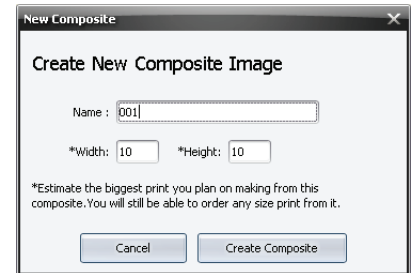 New Composite
Create New Composite Image
Name : 001
*Width: 10 *Height: 10
*Estimate the biggest print you plan on making from this
composite.You will still be able to order any size print from it.
Cancel Create Composite